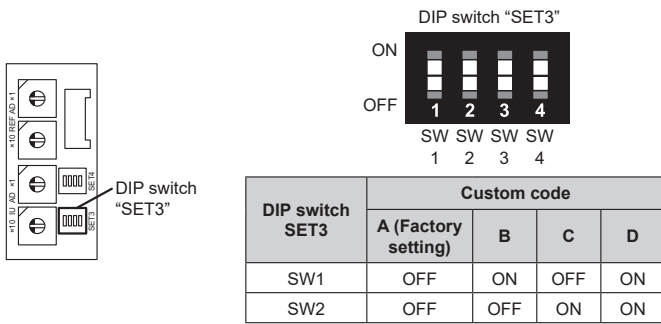 DIP switch “SET3”
ON
OFF
1 2 3 4
SW SW SW SW
1 2 3 4
×10 REF AD ×1
×10 IU AD ×1
SET4
SET3
DIP switch
“SET3”
DIP switch SET3 Custom code
A (Factory setting) B C D
SW1 OFF ON OFF ON
SW2 OFF OFF ON ON